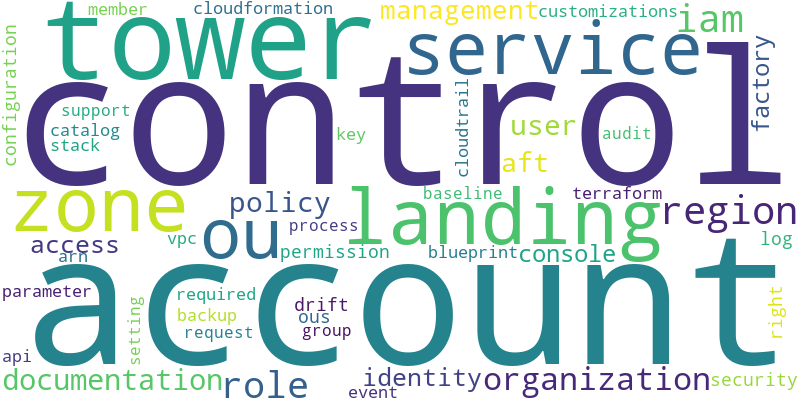 member
cloudformation
management
customizations
iam
tower
service
configuration
control
factory
support
catalog
stack
key
cloudtrail
user
audit
aft
zone
policy
landing
baseline
terraform
region
ou
process
access
vpc
permission
blueprint
console
log
arn
account
parameter
required
drift
backup
ous
request
group
setting
right
api
documentation
role
identity
organization
security
event